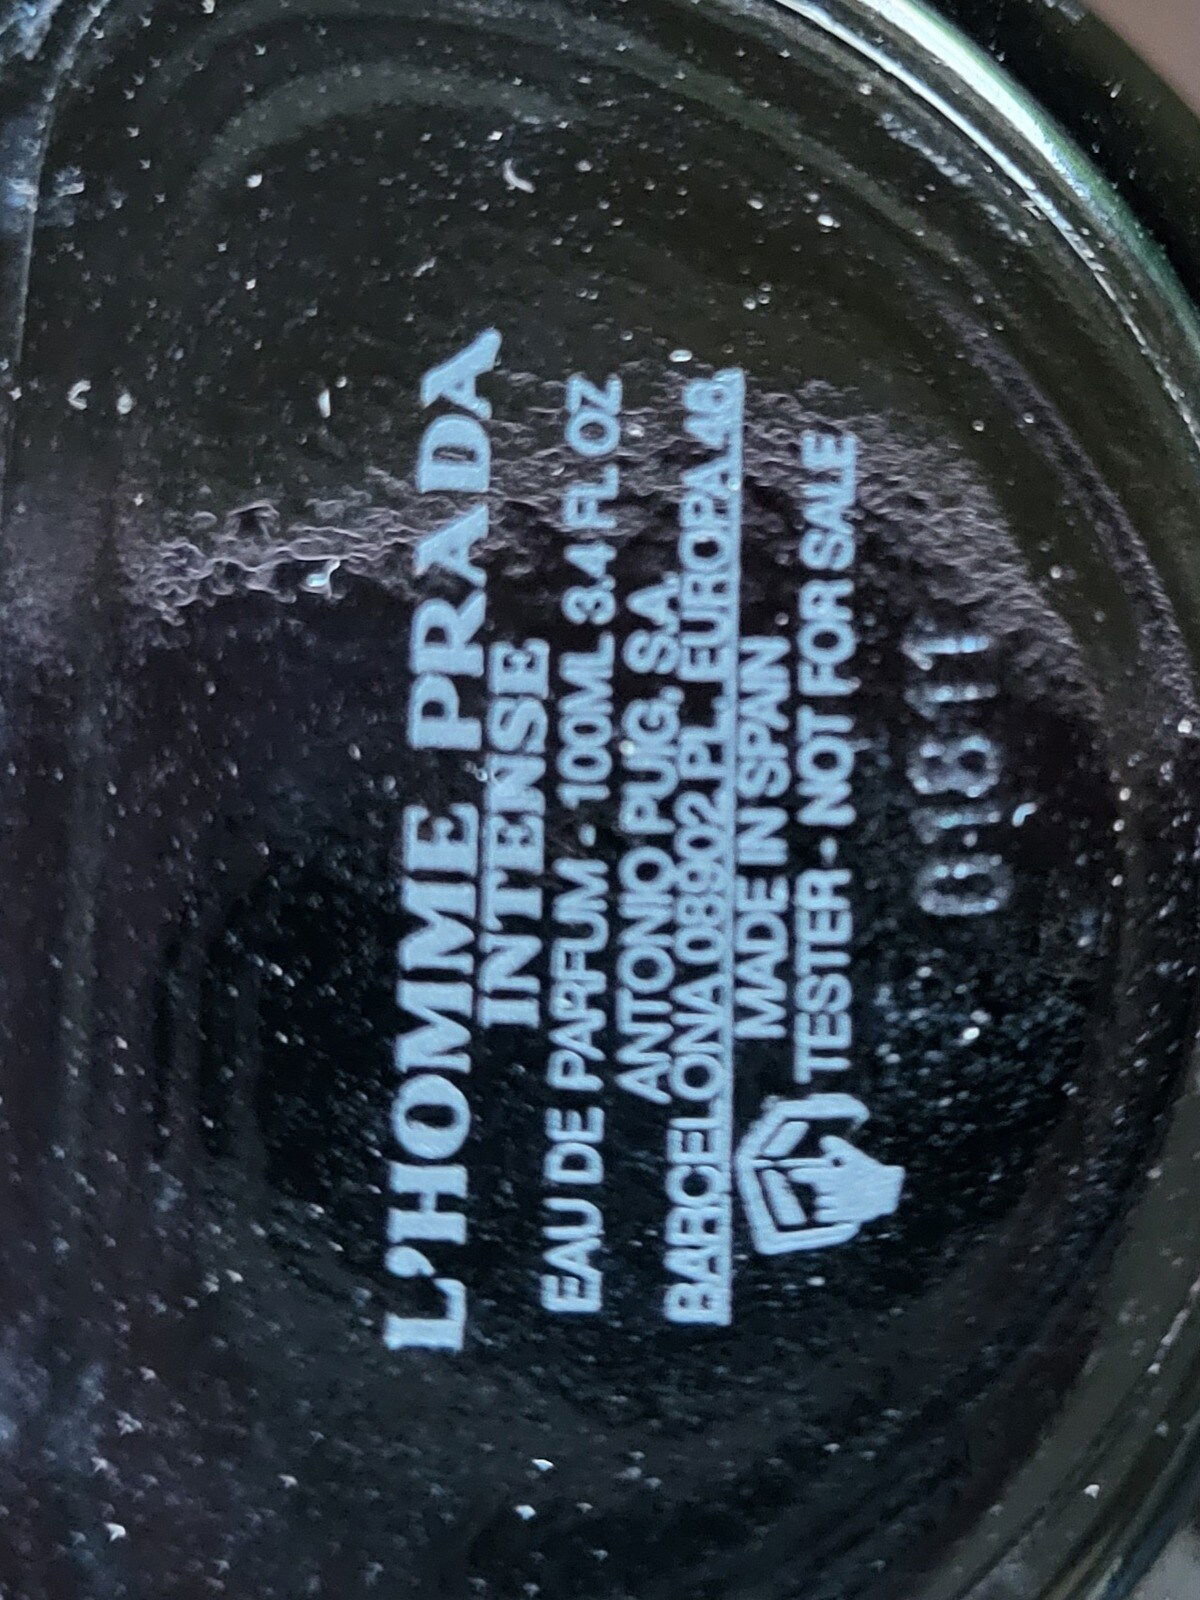 L'HOMME PRADA
INTENSE
EAU DE PARFUM - 100ML 3.4 FL OZ
ANTONIO PUIG, S.A.
BARCELONA 08902 PL. EUROPA 46
MADE IN SPAIN
TESTER - NOT FOR SALE
01811